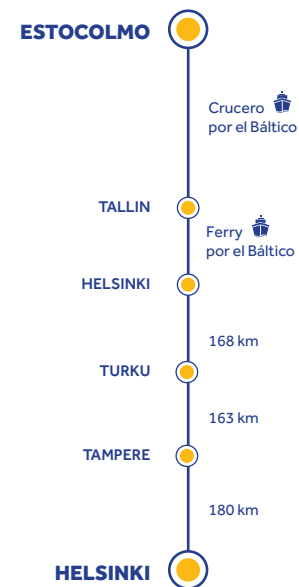 ESTOCOLMO
Crucero
por el Báltico
TALLIN
Ferry
por el Báltico
HELSINKI
168 km
TURKU
163 km
TAMPERE
180 km
HELSINKI